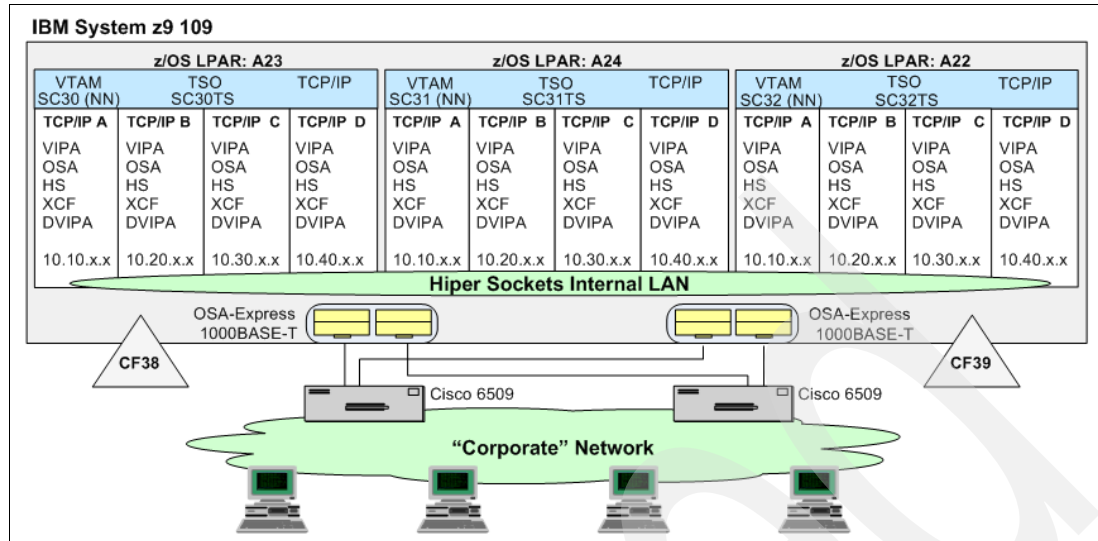 IBM System z9 109
z/OS LPAR: A23 z/OS LPAR: A24 z/OS LPAR: A22
VTAM TSO TCP/IP VTAM TSO TCP/IP VTAM TSO TCP/IP
SC30 (NN) SC30TS SC31 (NN) SC31TS SC32 (NN) SC32TS
TCP/IP A TCP/IP B TCP/IP C TCP/IP D TCP/IP A TCP/IP B TCP/IP C TCP/IP D TCP/IP A TCP/IP B TCP/IP C TCP/IP D
VIPA VIPA VIPA VIPA VIPA VIPA VIPA VIPA VIPA VIPA VIPA VIPA
OSA OSA OSA OSA OSA OSA OSA OSA OSA OSA OSA OSA
HS HS HS HS HS HS HS HS HS HS HS HS
XCF XCF XCF XCF XCF XCF XCF XCF XCF XCF XCF XCF
DVIPA DVIPA DVIPA DVIPA DVIPA DVIPA DVIPA DVIPA DVIPA DVIPA DVIPA DVIPA
10.10.x.x 10.20.x.x 10.30.x.x 10.40.x.x 10.10.x.x 10.20.x.x 10.30.x.x 10.40.x.x 10.10.x.x 10.20.x.x 10.30.x.x 10.40.x.x
Hiper Sockets Internal LAN
OSA-Express OSA-Express
1000BASE-T 1000BASE-T
CF38 CF39
Cisco 6509 Cisco 6509
“Corporate” Network